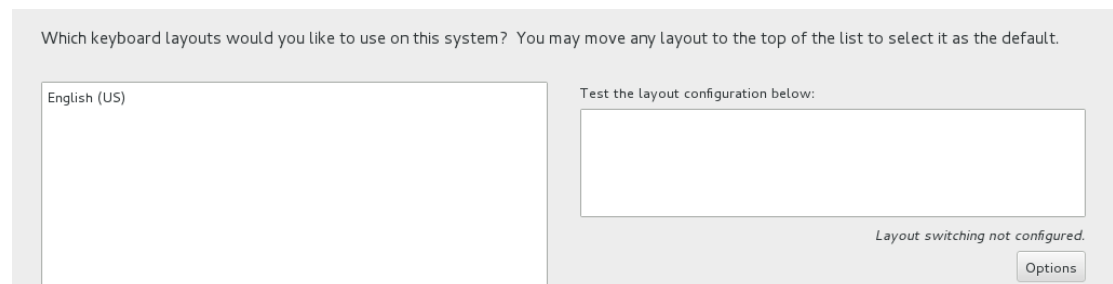 Which keyboard layouts would you like to use on this system? You may move any layout to the top of the list to select it as the default.
English (US)
Test the layout configuration below:
Layout switching not configured.
Options